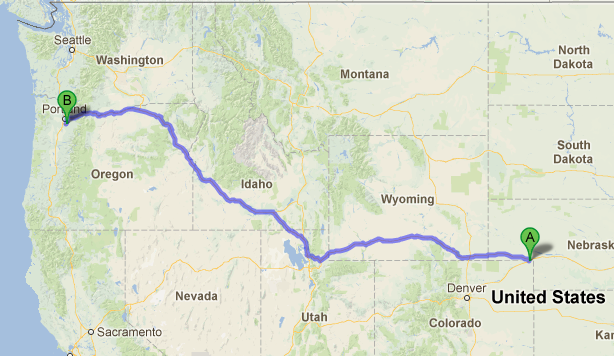 Seattle
Washington
Montana
North
Dakota
B
Portland
South
Dakota
Oregon
Idaho
Wyoming
A
Nebrask
Nevada
Denver
United States
Utah
Sacramento
Colorado
Kan